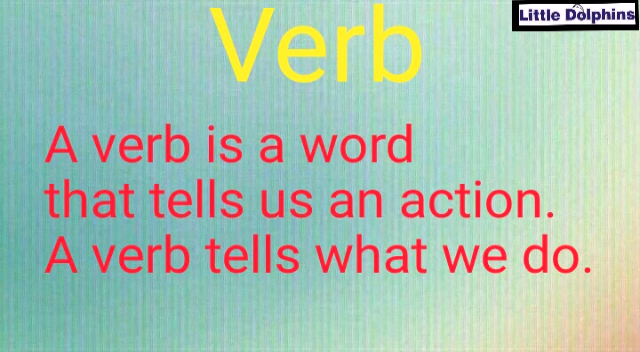 Little Dolphins
Verb
A verb is a word
that tells us an action.
A verb tells what we do.